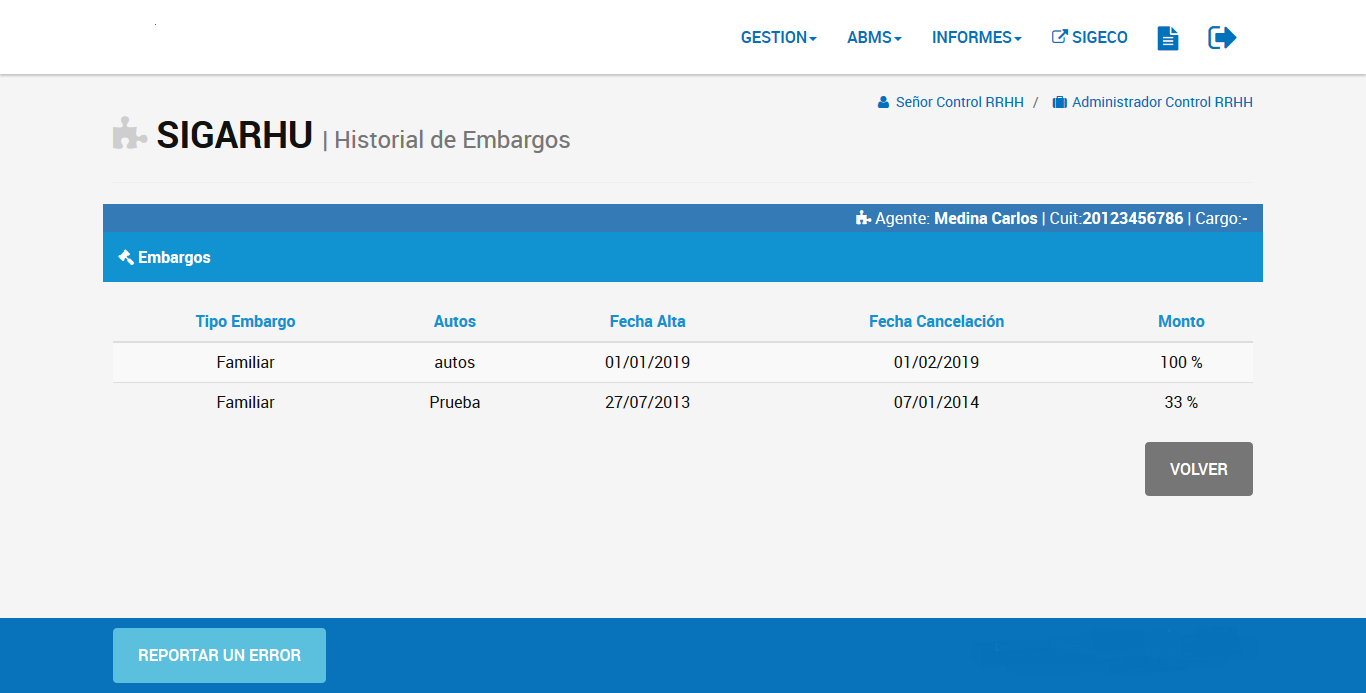 GESTION ABMS INFORMES SIGECO
Señor Control RRHH / Administrador Control RRHH
SIGARHU | Historial de Embargos
Agente: Medina Carlos | Cuit:20123456786 | Cargo:-
Embargos
Tipo Embargo Autos Fecha Alta Fecha Cancelación Monto
Familiar autos 01/01/2019 01/02/2019 100 %
Familiar Prueba 27/07/2013 07/01/2014 33 %
VOLVER
REPORTAR UN ERROR